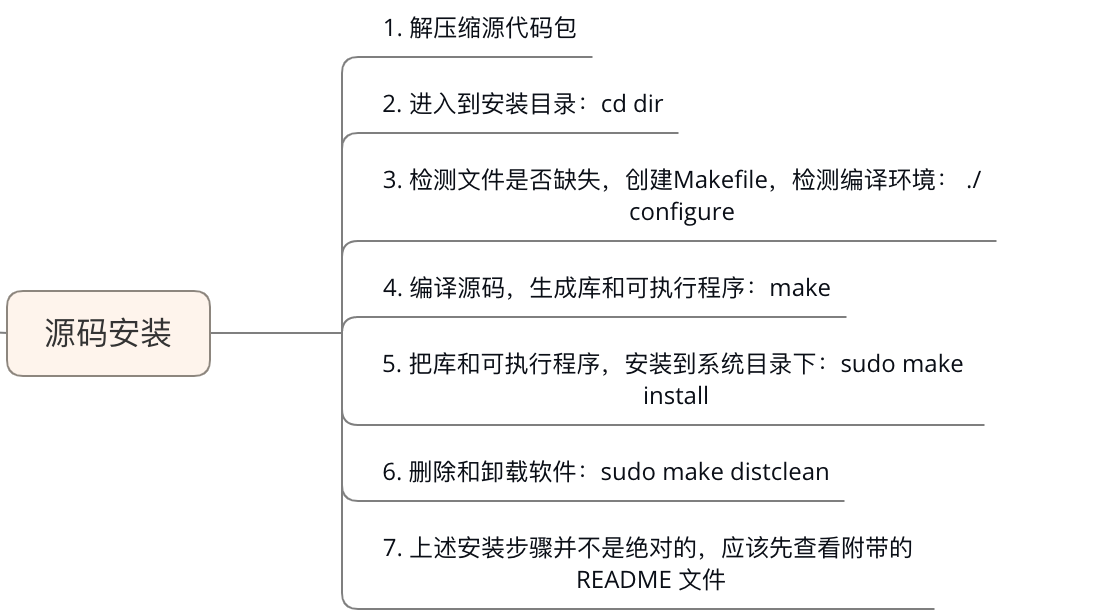 1. 解压缩源代码包
2. 进入到安装目录：cd dir
3. 检测文件是否缺失，创建Makefile，检测编译环境： ./
configure
4. 编译源码，生成库和可执行程序：make
源码安装
5. 把库和可执行程序，安装到系统目录下：sudo make
install
6. 删除和卸载软件：sudo make distclean
7. 上述安装步骤并不是绝对的，应该先查看附带的
README 文件